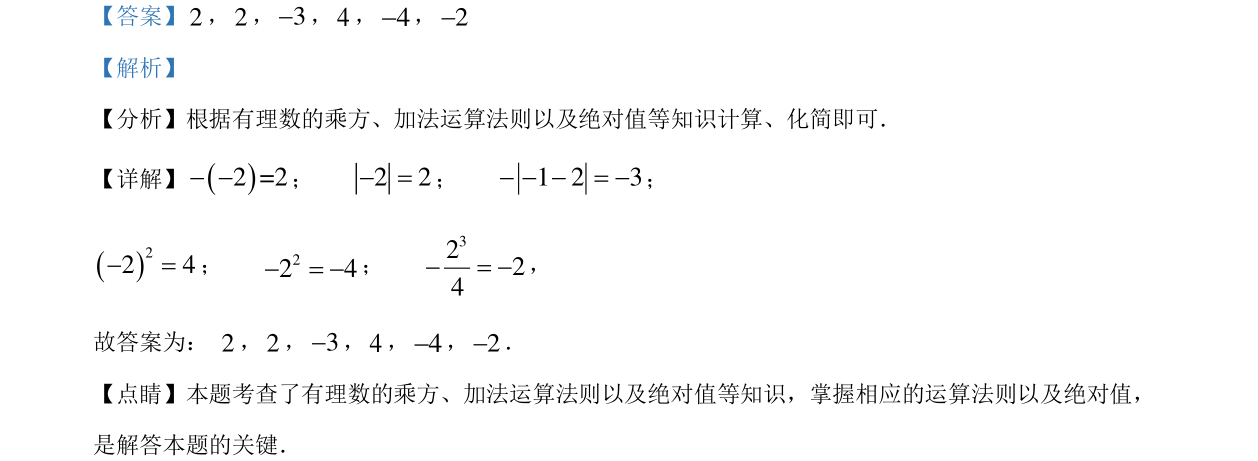 【答案】2，2，−3，4，−4，−2
【解析】
【分析】根据有理数的乘方、加法运算法则以及绝对值等知识计算、化简即可．
【详解】−(−2)=2； |−2|=2； −|−1−2|=−3；
(−2)²=4； −2²=−4； −2³/4=−2，
故答案为： 2，2，−3，4，−4，−2．
【点睛】本题考查了有理数的乘方、加法运算法则以及绝对值等知识，掌握相应的运算法则以及绝对值，
是解答本题的关键．